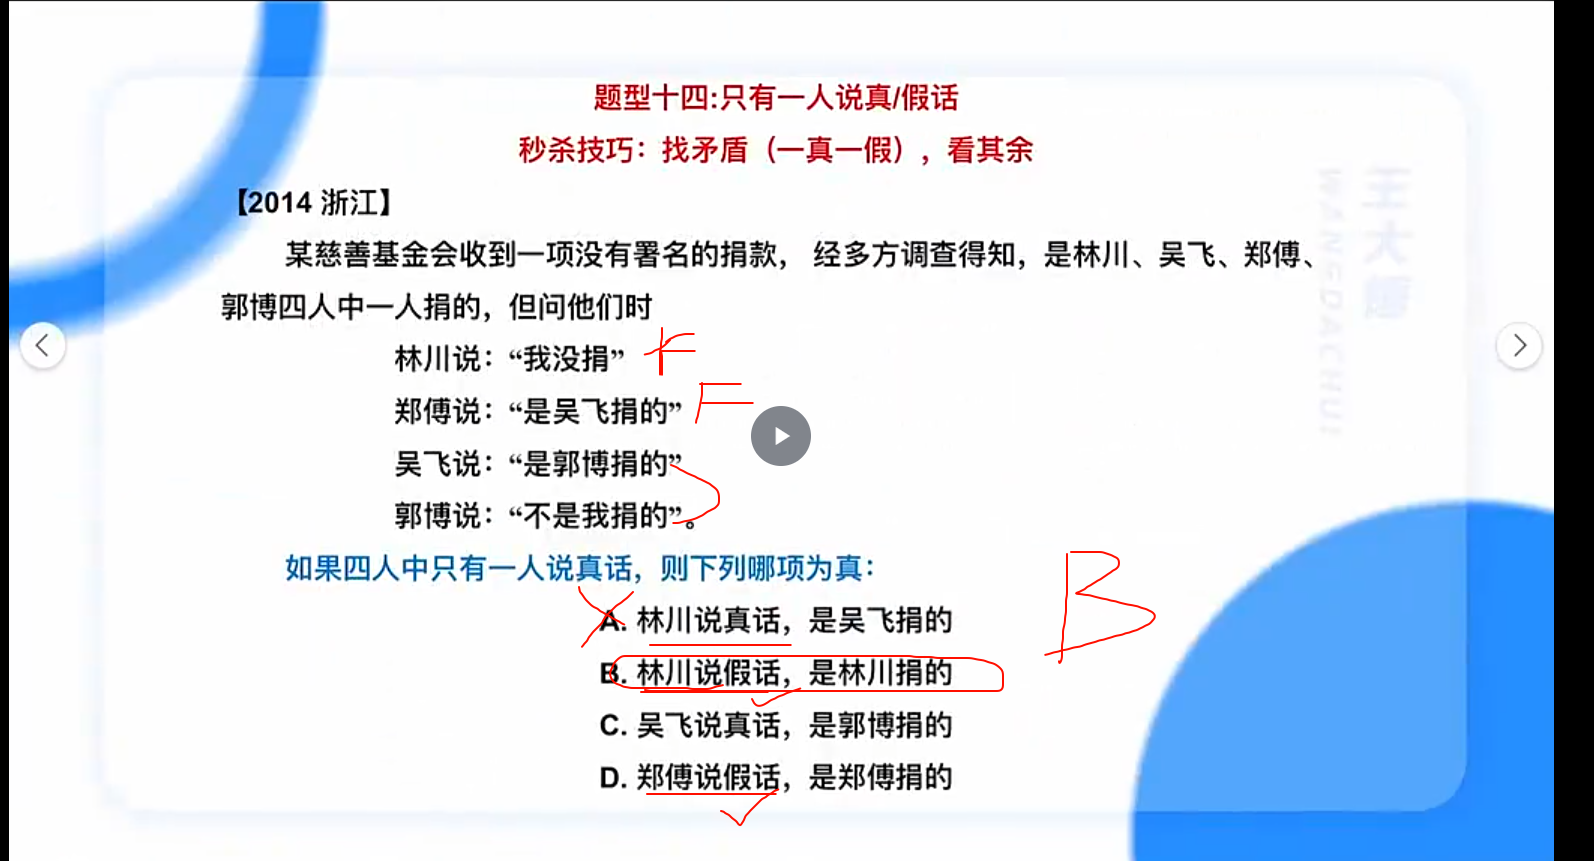 题型十四:只有一人说真/假话
秒杀技巧：找矛盾（一真一假），看其余
【2014 浙江】
某慈善基金会收到一项没有署名的捐款， 经多方调查得知，是林川、吴飞、郑傅、
郭博四人中一人捐的，但问他们时
林川说：“我没捐” F
郑傅说：“是吴飞捐的” F
吴飞说：“是郭博捐的”
郭博说：“不是我捐的”。
如果四人中只有一人说真话，则下列哪项为真：
A. 林川说真话，是吴飞捐的
B. 林川说假话，是林川捐的
C. 吴飞说真话，是郭博捐的
D. 郑傅说假话，是郑傅捐的
B
王大
WANGDACHUI